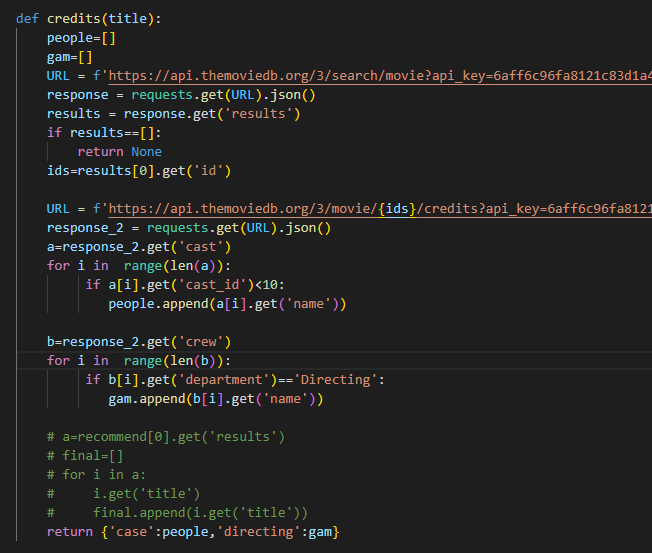 def credits(title):
    people=[]
    gam=[]
    URL = f'https://api.themoviedb.org/3/search/movie?api_key=6aff6c96fa8121c83d1a4
    response = requests.get(URL).json()
    results = response.get('results')
    if results==[]:
        return None
    ids=results[0].get('id')
    URL = f'https://api.themoviedb.org/3/movie/{ids}/credits?api_key=6aff6c96fa8121
    response_2 = requests.get(URL).json()
    a=response_2.get('cast')
    for i in  range(len(a)):
         if a[i].get('cast_id')<10:
            people.append(a[i].get('name'))
    b=response_2.get('crew')
    for i in  range(len(b)):
         if b[i].get('department')=='Directing':
            gam.append(b[i].get('name'))
    # a=recommend[0].get('results')
    # final=[]
    # for i in a:
    #     i.get('title')
    #     final.append(i.get('title'))
    return {'case':people,'directing':gam}